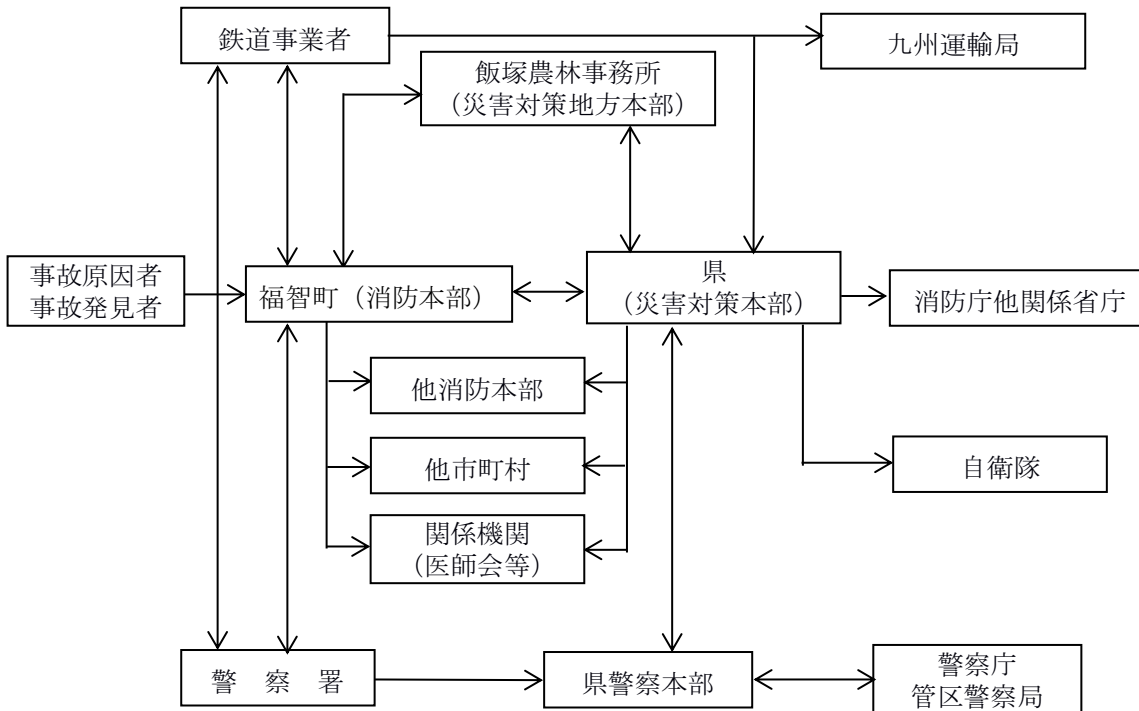 鉄道事業者
九州運輸局
飯塚農林事務所
（災害対策地方本部）
事故原因者
事故発見者
福智町（消防本部）
県
（災害対策本部）
消防庁他関係省庁
他消防本部
他市町村
自衛隊
関係機関
（医師会等）
警　察　署
県警察本部
警察庁
管区警察局